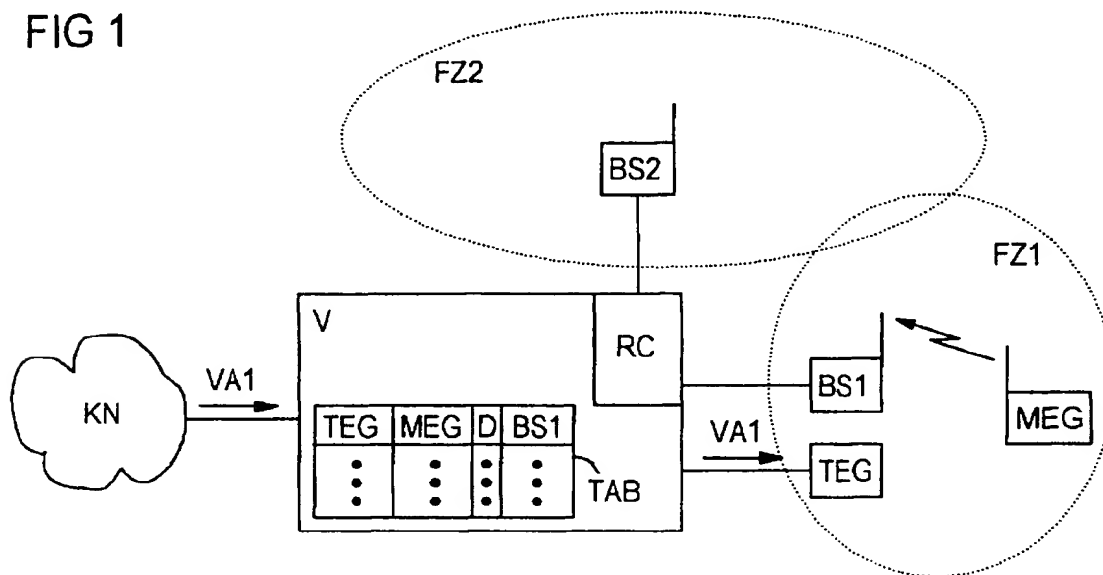 FIG 1
FZ2
BS2
FZ1
V
RC
KN
VA1
BS1
MEG
TEG MEG D BS1
TAB
VA1
TEG